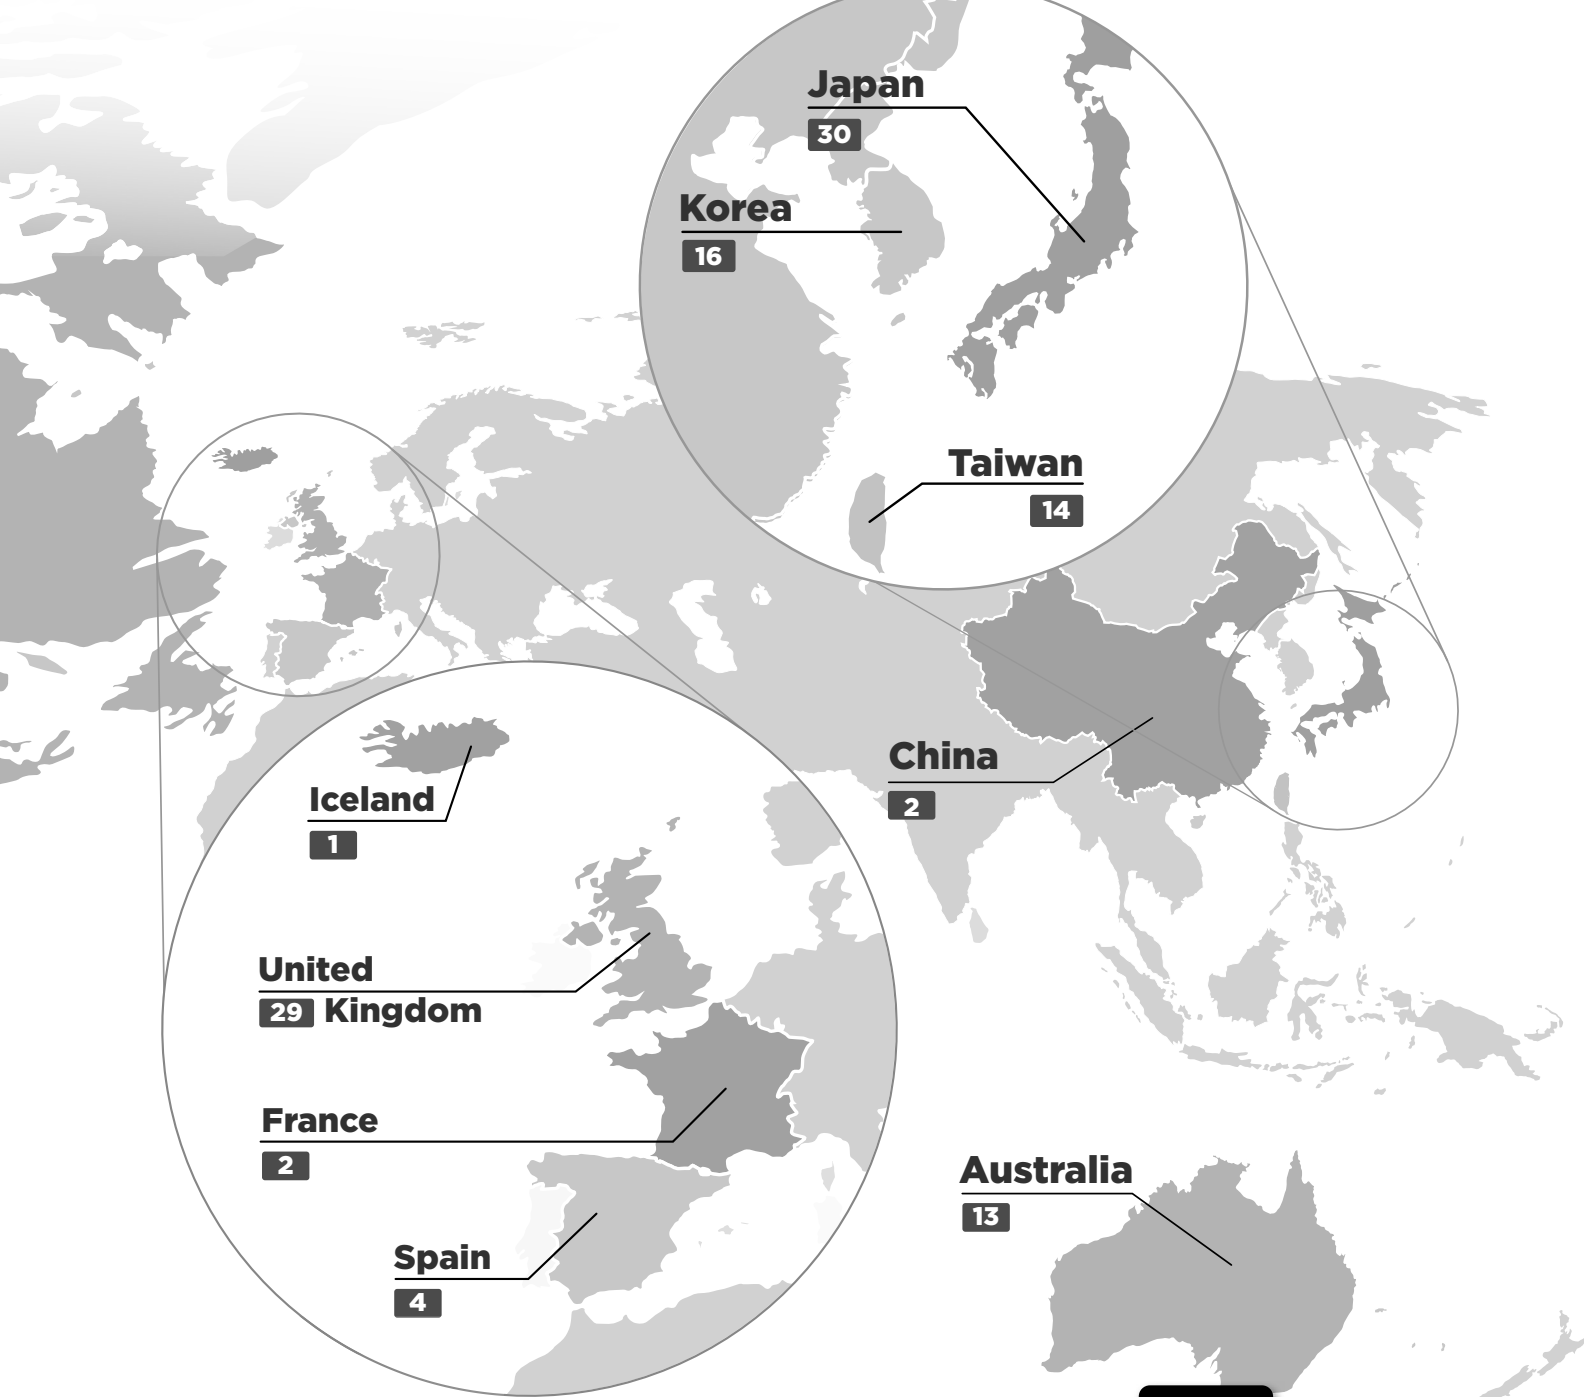 Japan
30
Korea
16
Taiwan
14
China
2
Iceland
1
United
29 Kingdom
France
2
Spain
4
Australia
13